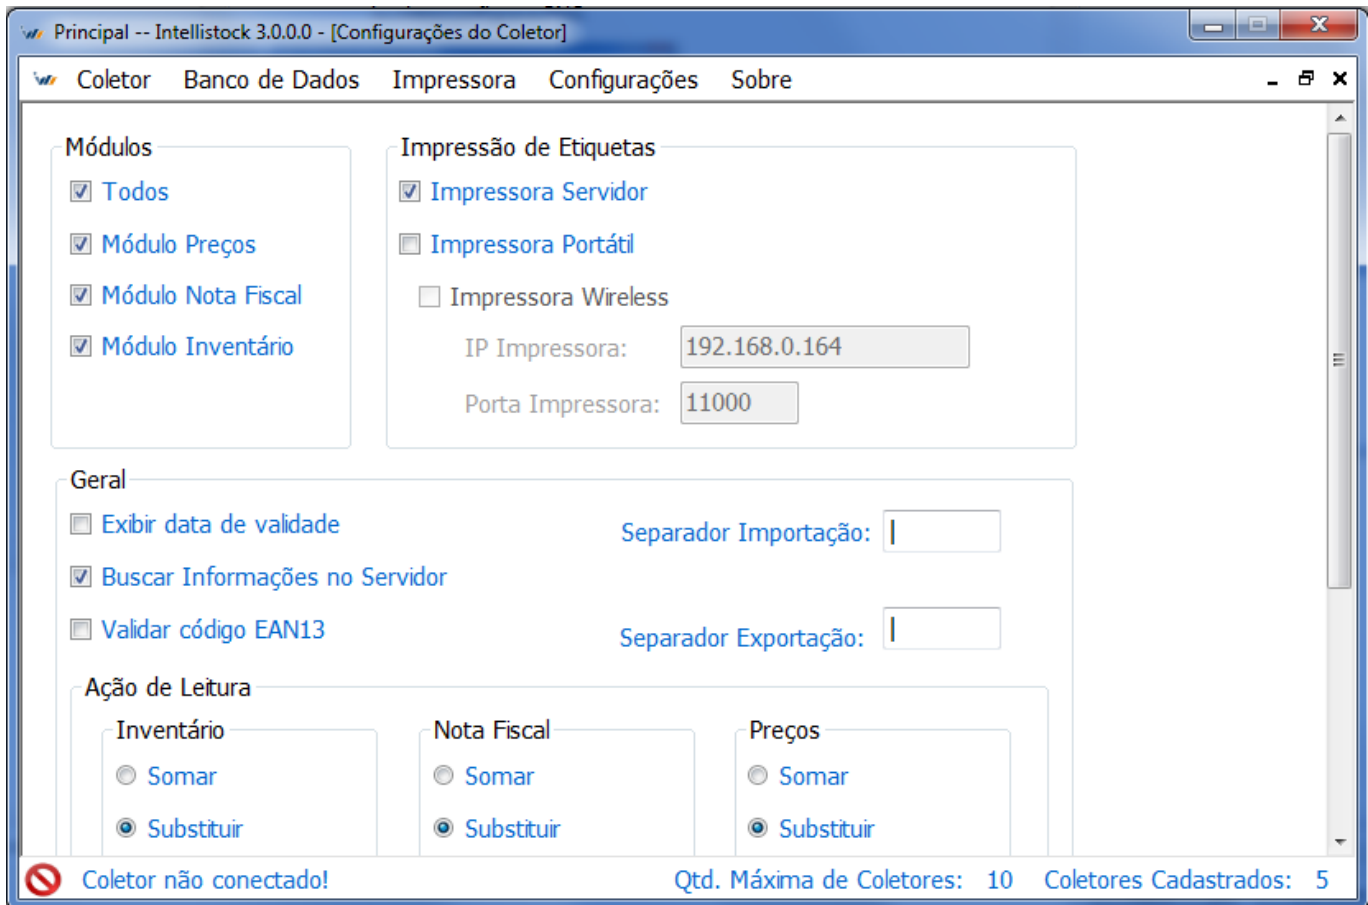 Principal -- Intellistock 3.0.0.0 - [Configurações do Coletor]
Coletor Banco de Dados Impressora Configurações Sobre
Módulos
Todos
Módulo Preços
Módulo Nota Fiscal
Módulo Inventário
Impressão de Etiquetas
Impressora Servidor
Impressora Portátil
Impressora Wireless
IP Impressora: 192.168.0.164
Porta Impressora: 11000
Geral
Exibir data de validade
Buscar Informações no Servidor
Validar código EAN13
Separador Importação: |
Separador Exportação: |
Ação de Leitura
Inventário
Somar
Substituir
Nota Fiscal
Somar
Substituir
Preços
Somar
Substituir
Coletor não conectado! Qtd. Máxima de Coletores: 10 Coletores Cadastrados: 5